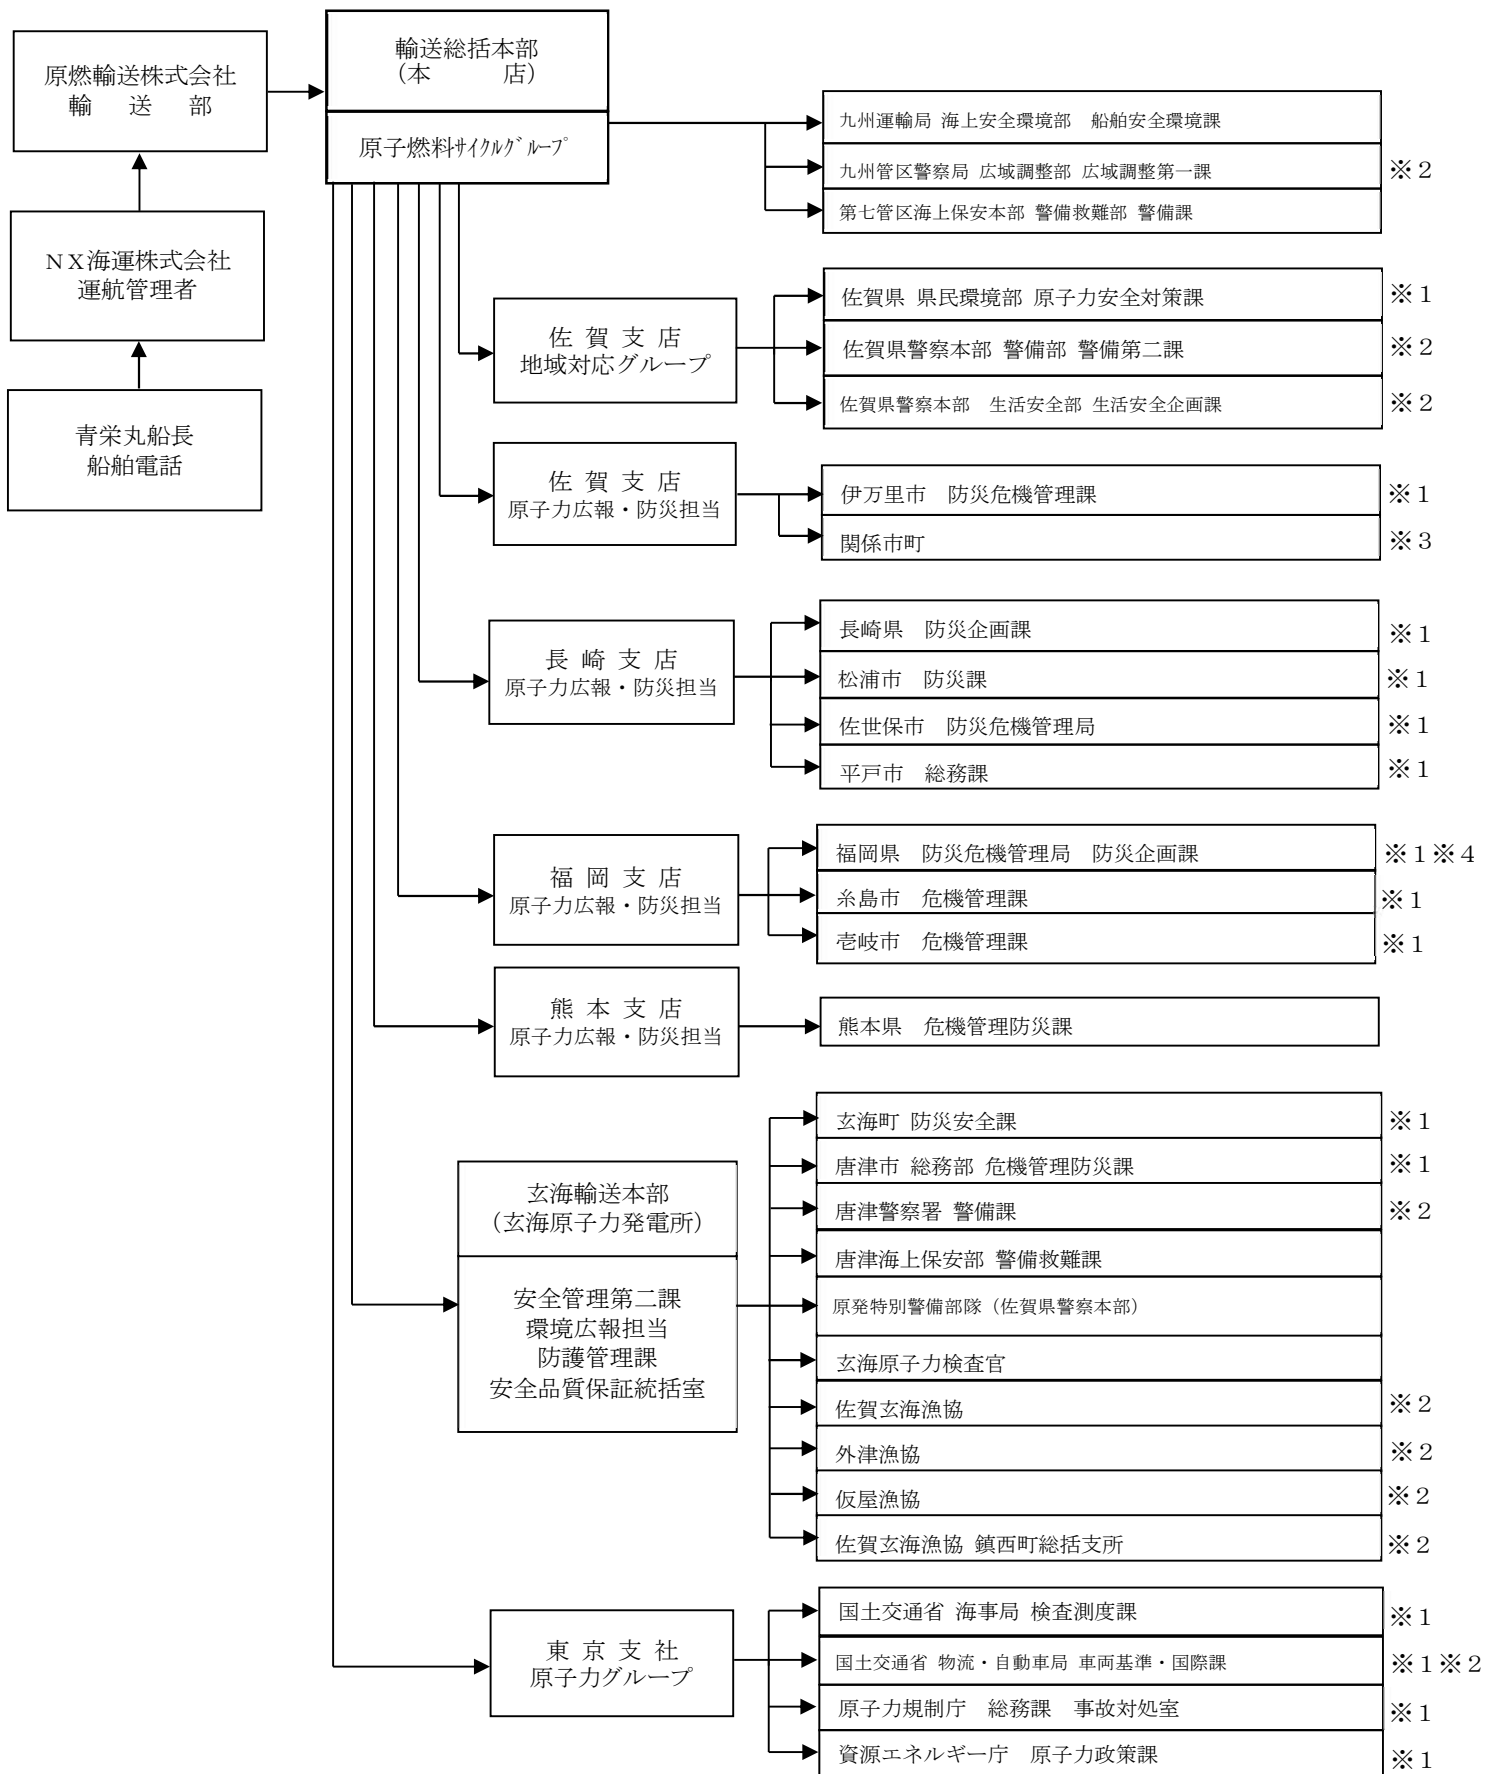 原燃輸送株式会社
輸 送 部
NX海運株式会社
運航管理者
青栄丸船長
船舶電話
輸送総括本部
(本 店)
原子燃料ｻｲｸﾙｸﾞﾙｰﾌﾟ
九州運輸局 海上安全環境部 船舶安全環境課
九州管区警察局 広域調整部 広域調整第一課 ※2
第七管区海上保安本部 警備救難部 警備課
佐 賀 支 店
地域対応グループ
佐賀県 県民環境部 原子力安全対策課 ※1
佐賀県警察本部 警備部 警備第二課 ※2
佐賀県警察本部 生活安全部 生活安全企画課 ※2
佐 賀 支 店
原子力広報・防災担当
伊万里市 防災危機管理課 ※1
関係市町 ※3
長 崎 支 店
原子力広報・防災担当
長崎県 防災企画課 ※1
松浦市 防災課 ※1
佐世保市 防災危機管理局 ※1
平戸市 総務課 ※1
福 岡 支 店
原子力広報・防災担当
福岡県 防災危機管理局 防災企画課 ※1※4
糸島市 危機管理課 ※1
壱岐市 危機管理課 ※1
熊 本 支 店
原子力広報・防災担当
熊本県 危機管理防災課
玄海輸送本部
(玄海原子力発電所)
安全管理第二課
環境広報担当
防護管理課
安全品質保証統括室
玄海町 防災安全課 ※1
唐津市 総務部 危機管理防災課 ※1
唐津警察署 警備課 ※2
唐津海上保安部 警備救難課
原発特別警備部隊（佐賀県警察本部）
玄海原子力検査官
佐賀玄海漁協 ※2
外津漁協 ※2
仮屋漁協 ※2
佐賀玄海漁協 鎮西町総括支所 ※2
東 京 支 社
原子力グループ
国土交通省 海事局 検査測度課 ※1
国土交通省 物流・自動車局 車両基準・国際課 ※1※2
原子力規制庁 総務課 事故対処室 ※1
資源エネルギー庁 原子力政策課 ※1